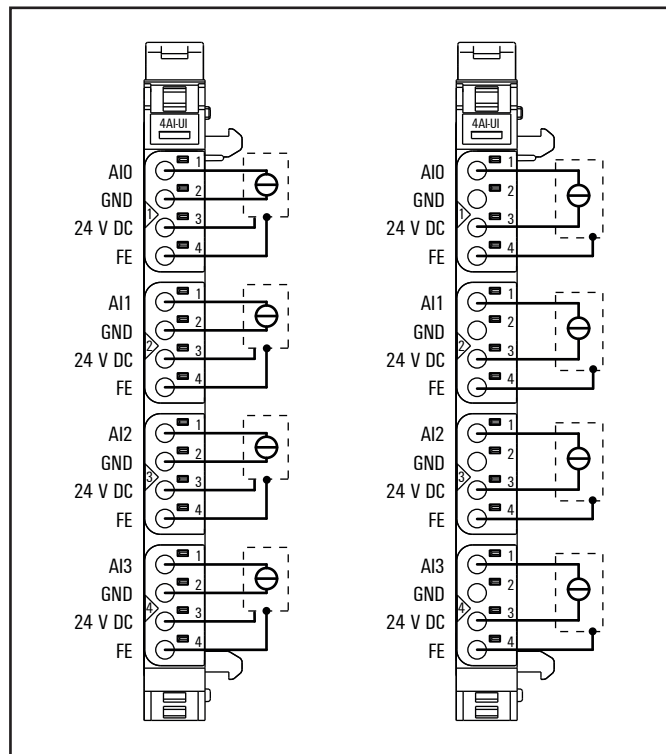 4AI-UI
AI0 1
GND 2
24 V DC 3
FE 4
1
AI1 1
GND 2
24 V DC 3
FE 4
2
AI2 1
GND 2
24 V DC 3
FE 4
3
AI3 1
GND 2
24 V DC 3
FE 4
4
4AI-UI
AI0 1
GND 2
24 V DC 3
FE 4
1
AI1 1
GND 2
24 V DC 3
FE 4
2
AI2 1
GND 2
24 V DC 3
FE 4
3
AI3 1
GND 2
24 V DC 3
FE 4
4